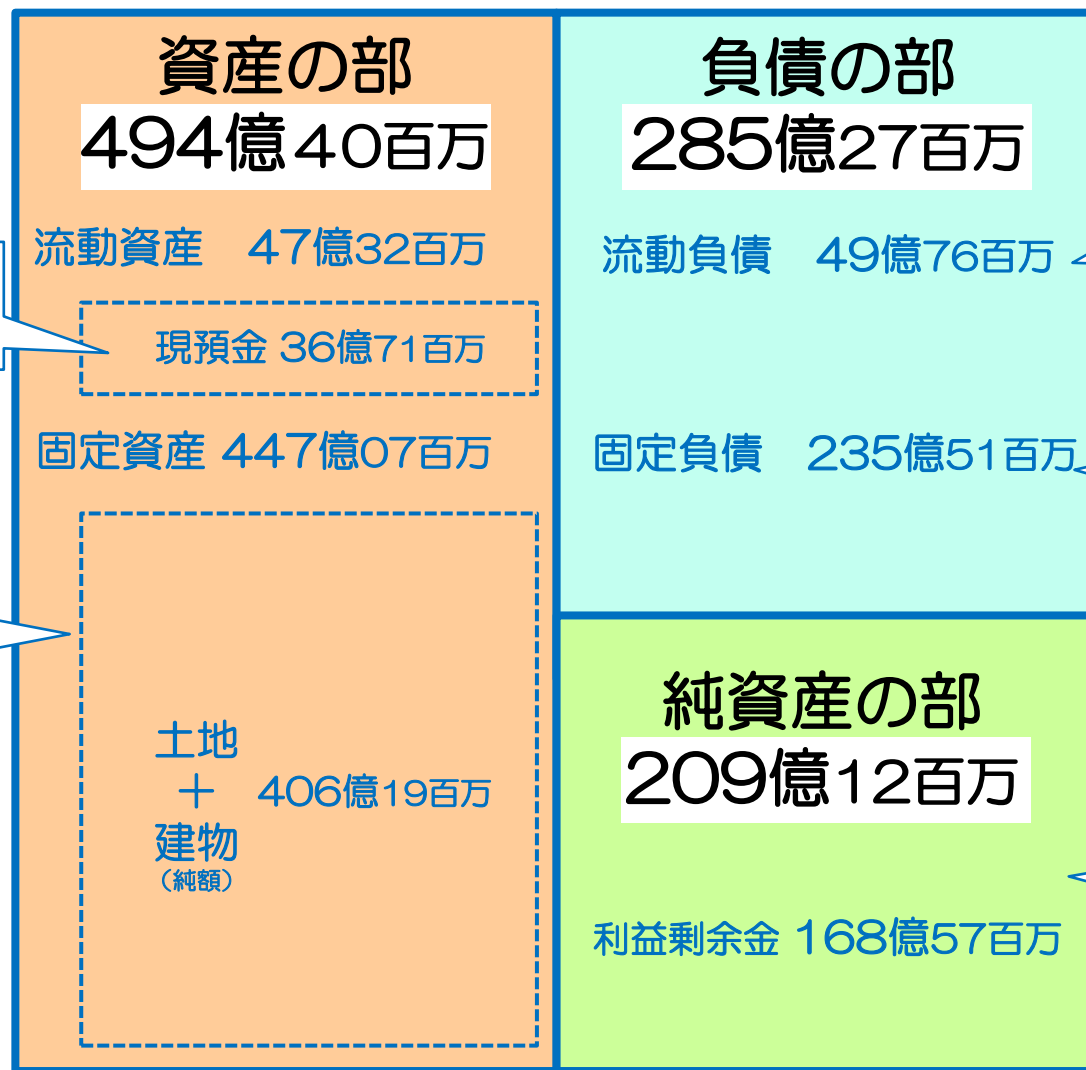 資産の部
494億40百万
流動資産　47億32百万
現預金 36億71百万
固定資産 447億07百万
土地
＋
建物
（純額）
406億19百万
負債の部
285億27百万
流動負債　49億76百万
固定負債　235億51百万
純資産の部
209億12百万
利益剰余金 168億57百万